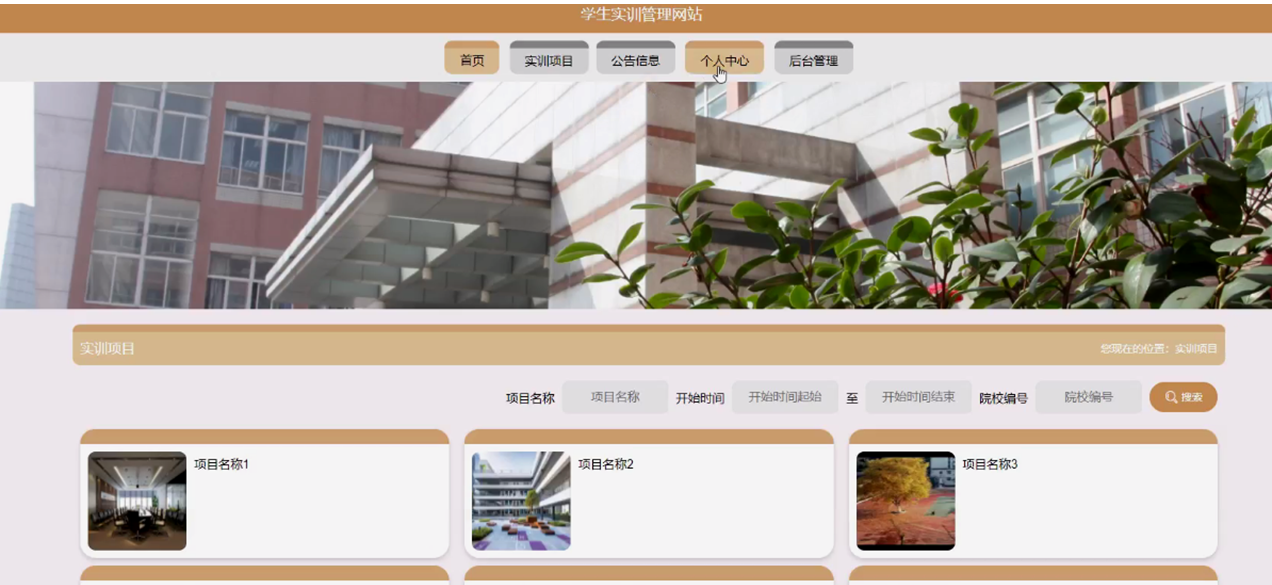 学生实训管理网站
首页 实训项目 公告信息 个人中心 后台管理
实训项目 您现在的位置：实训项目
项目名称 项目名称 开始时间 开始时间起始 至 开始时间结束 院校编号 院校编号 搜索
项目名称1 项目名称2 项目名称3